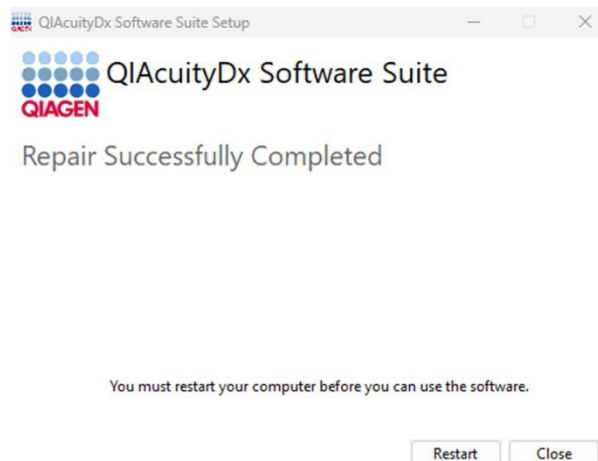 QIAcuityDx Software Suite Setup
QIAcuityDx Software Suite
QIAGEN
Repair Successfully Completed
You must restart your computer before you can use the software.
Restart Close